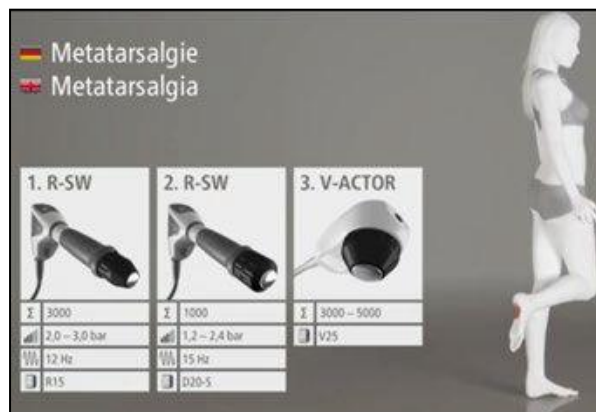 Metatarsalgie
Metatarsalgia
1. R-SW
Σ 3000
2,0 – 3,0 bar
12 Hz
R15
2. R-SW
Σ 1000
1,2 – 2,4 bar
15 Hz
D20-S
3. V-ACTOR
Σ 3000 – 5000
V25